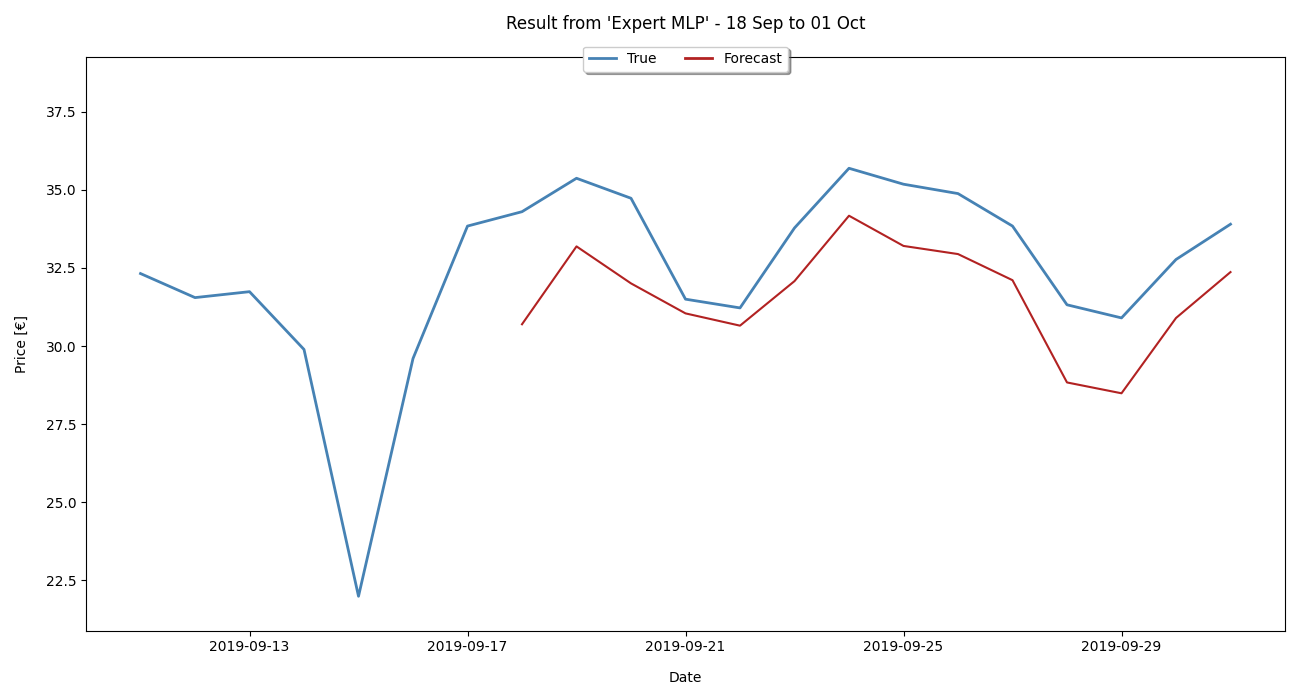 Result from 'Expert MLP' - 18 Sep to 01 Oct
True Forecast
Price [€]
37.5
35.0
32.5
30.0
27.5
25.0
22.5
2019-09-13 2019-09-17 2019-09-21 2019-09-25 2019-09-29
Date